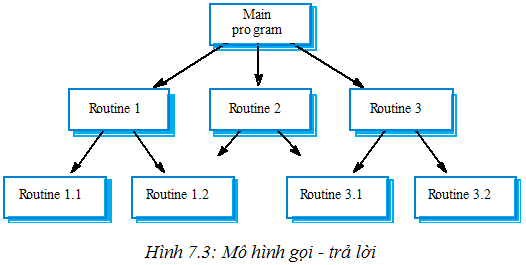 Main
pro gram
Routine 1
Routine 2
Routine 3
Routine 1.1
Routine 1.2
Routine 3.1
Routine 3.2
Hình 7.3: Mô hình gọi - trả lời